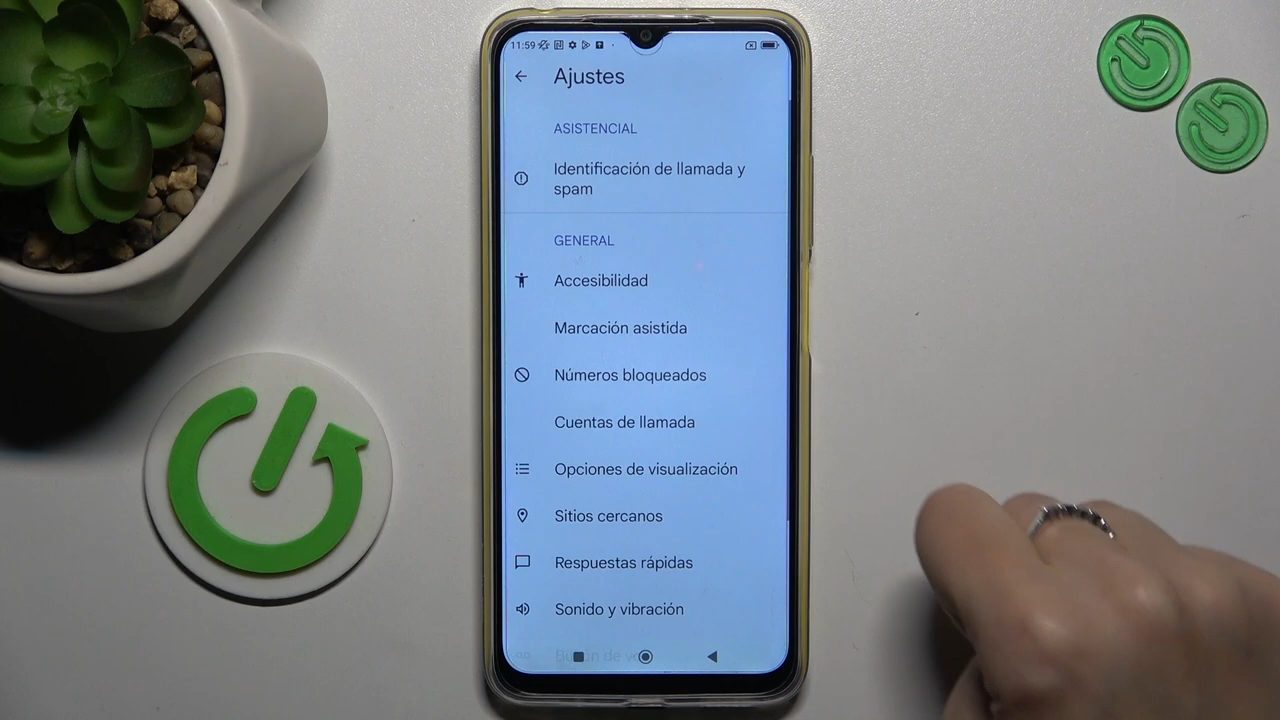 11:59
Ajustes
ASISTENCIAL
Identificación de llamada y
spam
GENERAL
Accesibilidad
Marcación asistida
Números bloqueados
Cuentas de llamada
Opciones de visualización
Sitios cercanos
Respuestas rápidas
Sonido y vibración